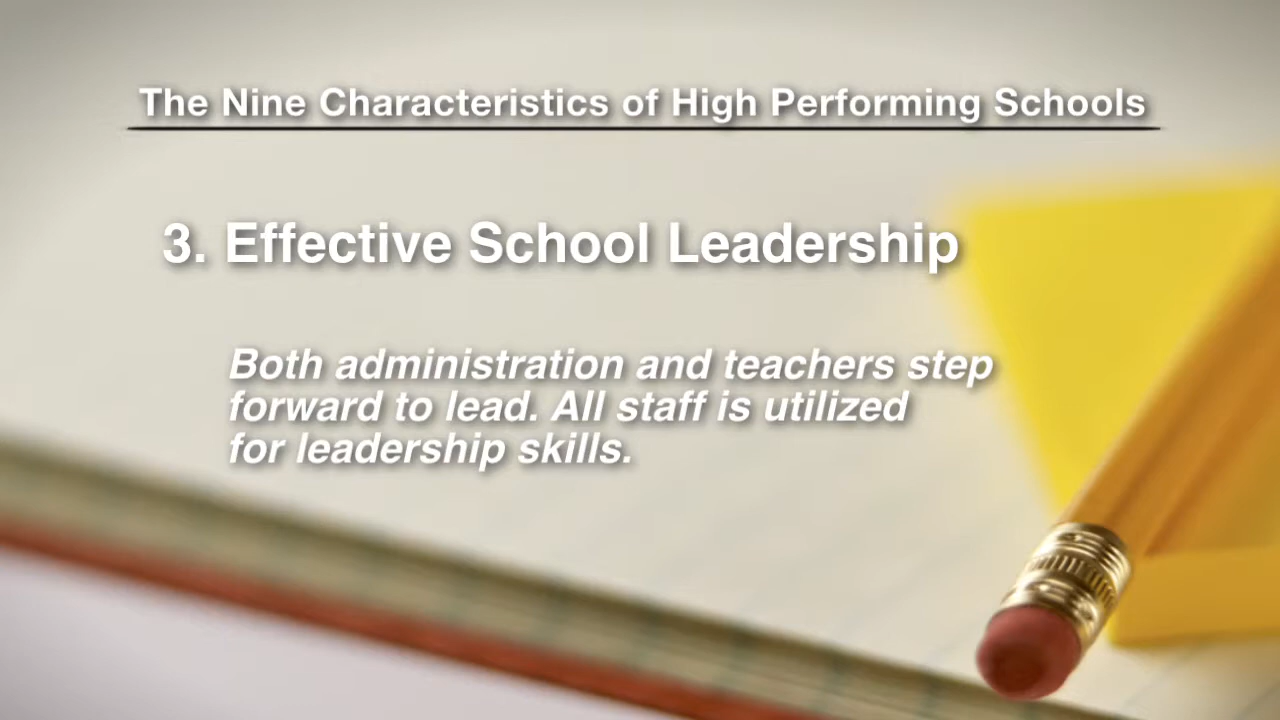 The Nine Characteristics of High Performing Schools
3. Effective School Leadership
Both administration and teachers step
forward to lead. All staff is utilized
for leadership skills.